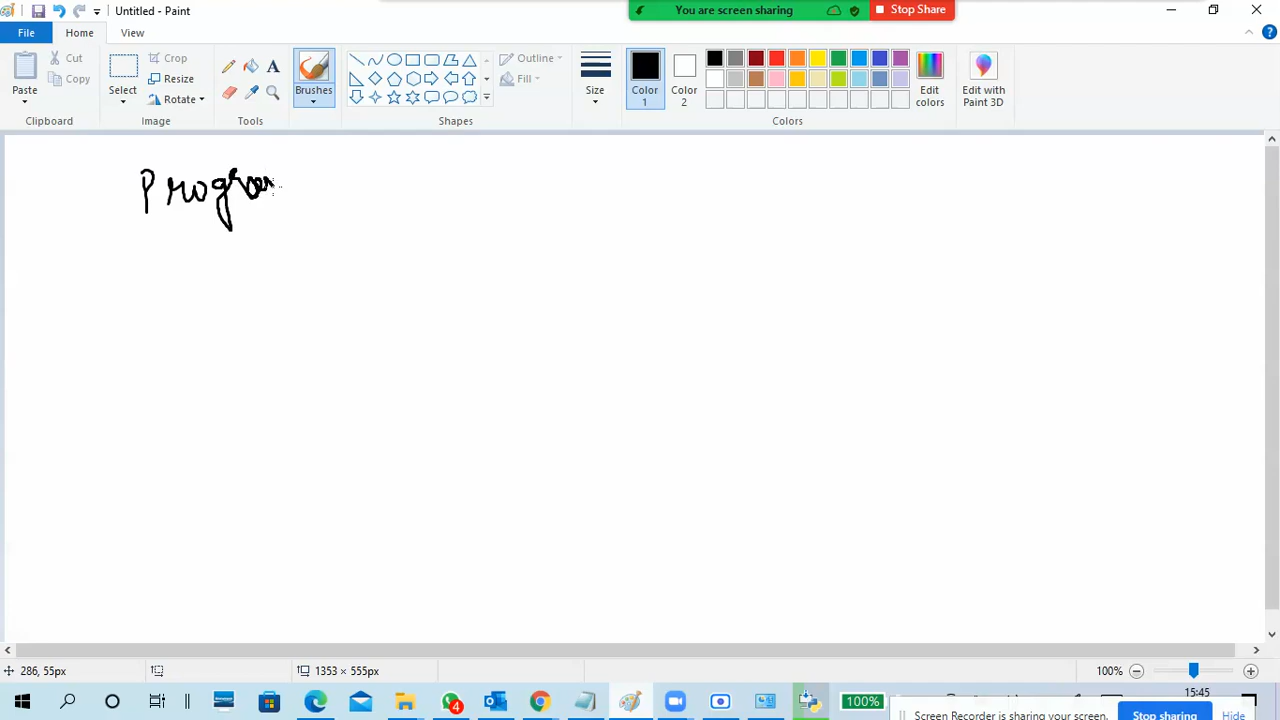 Untitled - Paint
You are screen sharing
Stop Share
File
Home
View
Paste
Cut
Copy
Clipboard
Select
Crop
Resize
Rotate
Image
A
Tools
Brushes
Outline
Fill
Shapes
Size
Color 1
Color 2
Edit colors
Edit with Paint 3D
Colors
Program
286, 55px
1353 × 555px
100%
4
100%
15:45
Screen Recorder is sharing your screen.
Stop sharing
Hide